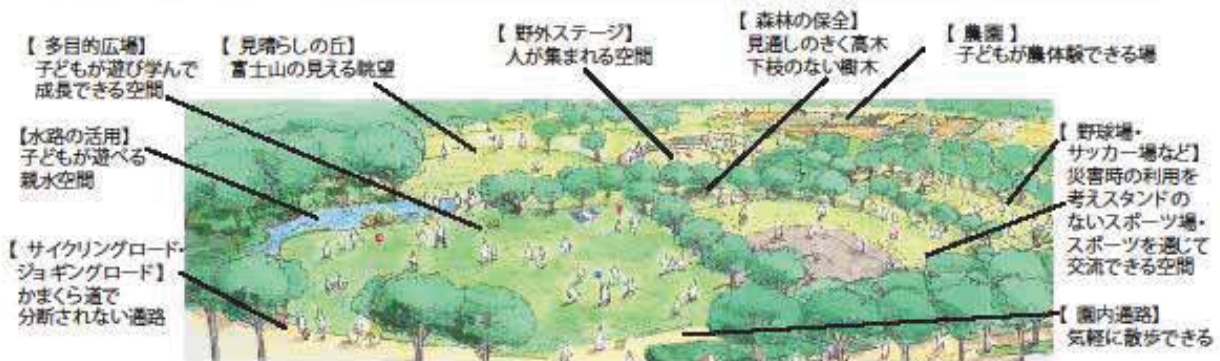 【 多目的広場】
子どもが遊び学んで
成長できる空間
【 見晴らしの丘】
富士山の見える眺望
【 野外ステージ】
人が集まれる空間
【 森林の保全】
見通しのきく高木
下枝のない樹木
【 農園 】
子どもが農体験できる場
【水路の活用】
子どもが遊べる
親水空間
【 野球場・
サッカー場など】
災害時の利用を
考えスタンドの
ないスポーツ場・
スポーツを通じて
交流できる空間
【 サイクリングロード・
ジョギングロード】
かまくら道で
分断されない通路
【 園内通路】
気軽に散歩できる